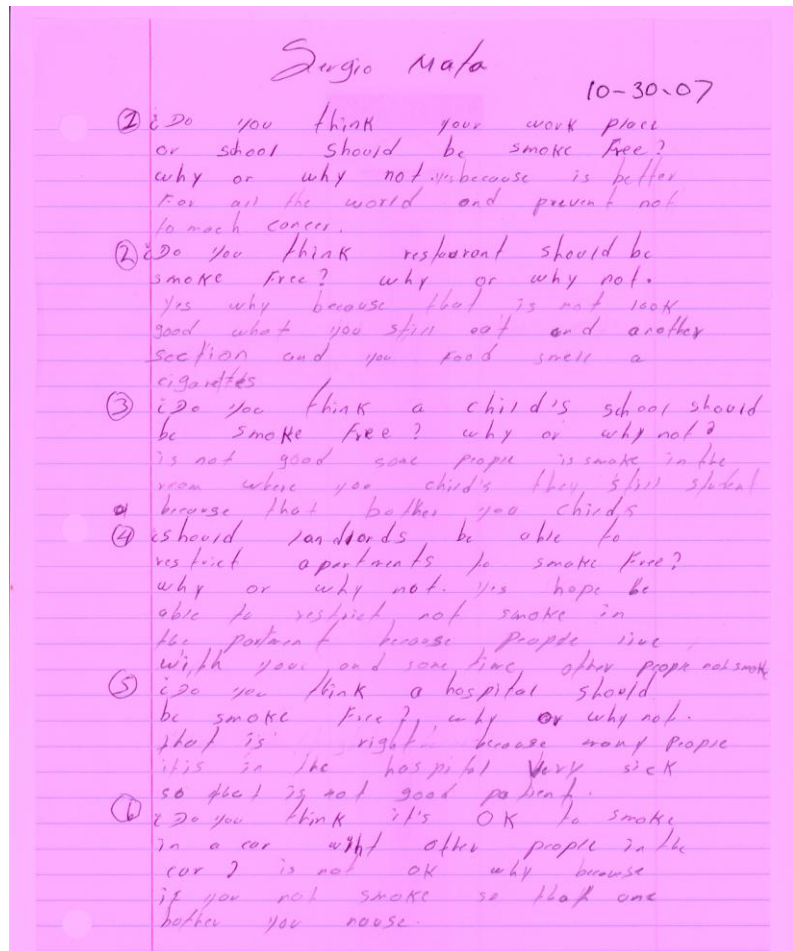 Sergio Mata
10-30-07
① ¿Do you think your work place
or school should be smoke Free?
why or why not. yes because is better
For all the world and prevent not
to mach cancer.
② ¿Do you think restaurant should be
smoke Free? why or why not.
Yes why because that is not look
good what you still eat and another
section and you Food smell a
cigarettes
③ ¿Do you think a child's school should
be smoke Free? why or why not?
is not good some people is smoke in the
room where you child's they still student
because that bother you child's
④ ¿should landlords be able to
restrict apartments to smoke Free?
why or why not. yes hope be
able to restrict not smoke in
the partment because people live
with your and some time, other people not smoke
⑤ ¿Do you think a hospital should
be smoke Free?, why or why not.
that is right because many People
itis in the hospital Very sick
so that is not good patient.
⑥ ¿Do you think it's OK to smoke
in a car wiht other people in the
car? is not ok why because
if you not smoke so that one
bother you nouse.